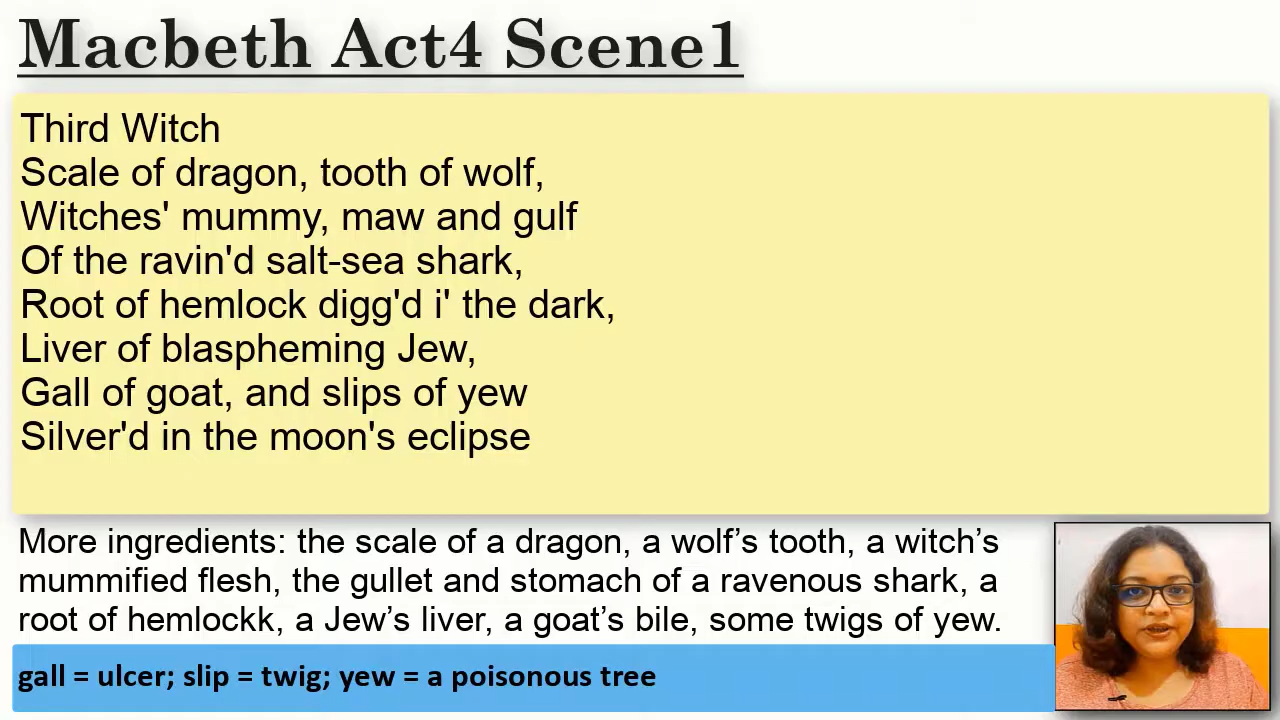 Macbeth Act4 Scene1
Third Witch
Scale of dragon, tooth of wolf,
Witches' mummy, maw and gulf
Of the ravin'd salt-sea shark,
Root of hemlock digg'd i' the dark,
Liver of blaspheming Jew,
Gall of goat, and slips of yew
Silver'd in the moon's eclipse
More ingredients: the scale of a dragon, a wolf’s tooth, a witch’s
mummified flesh, the gullet and stomach of a ravenous shark, a
root of hemlockk, a Jew’s liver, a goat’s bile, some twigs of yew.
gall = ulcer; slip = twig; yew = a poisonous tree